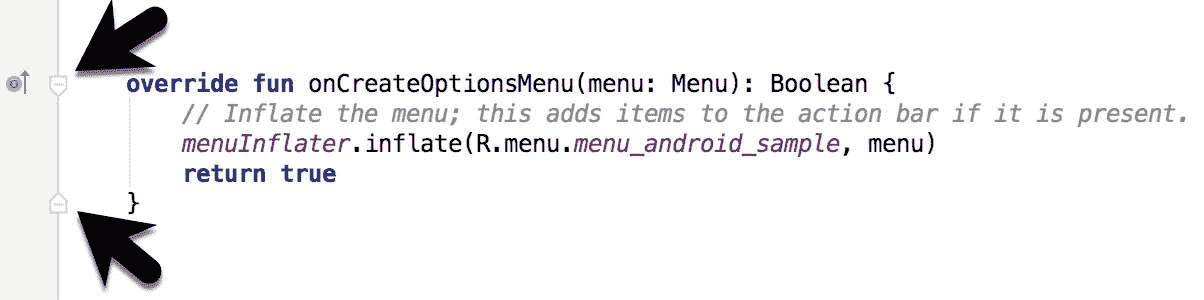 override fun onCreateOptionsMenu(menu: Menu): Boolean {
    // Inflate the menu; this adds items to the action bar if it is present.
    menuInflater.inflate(R.menu.menu_android_sample, menu)
    return true
}